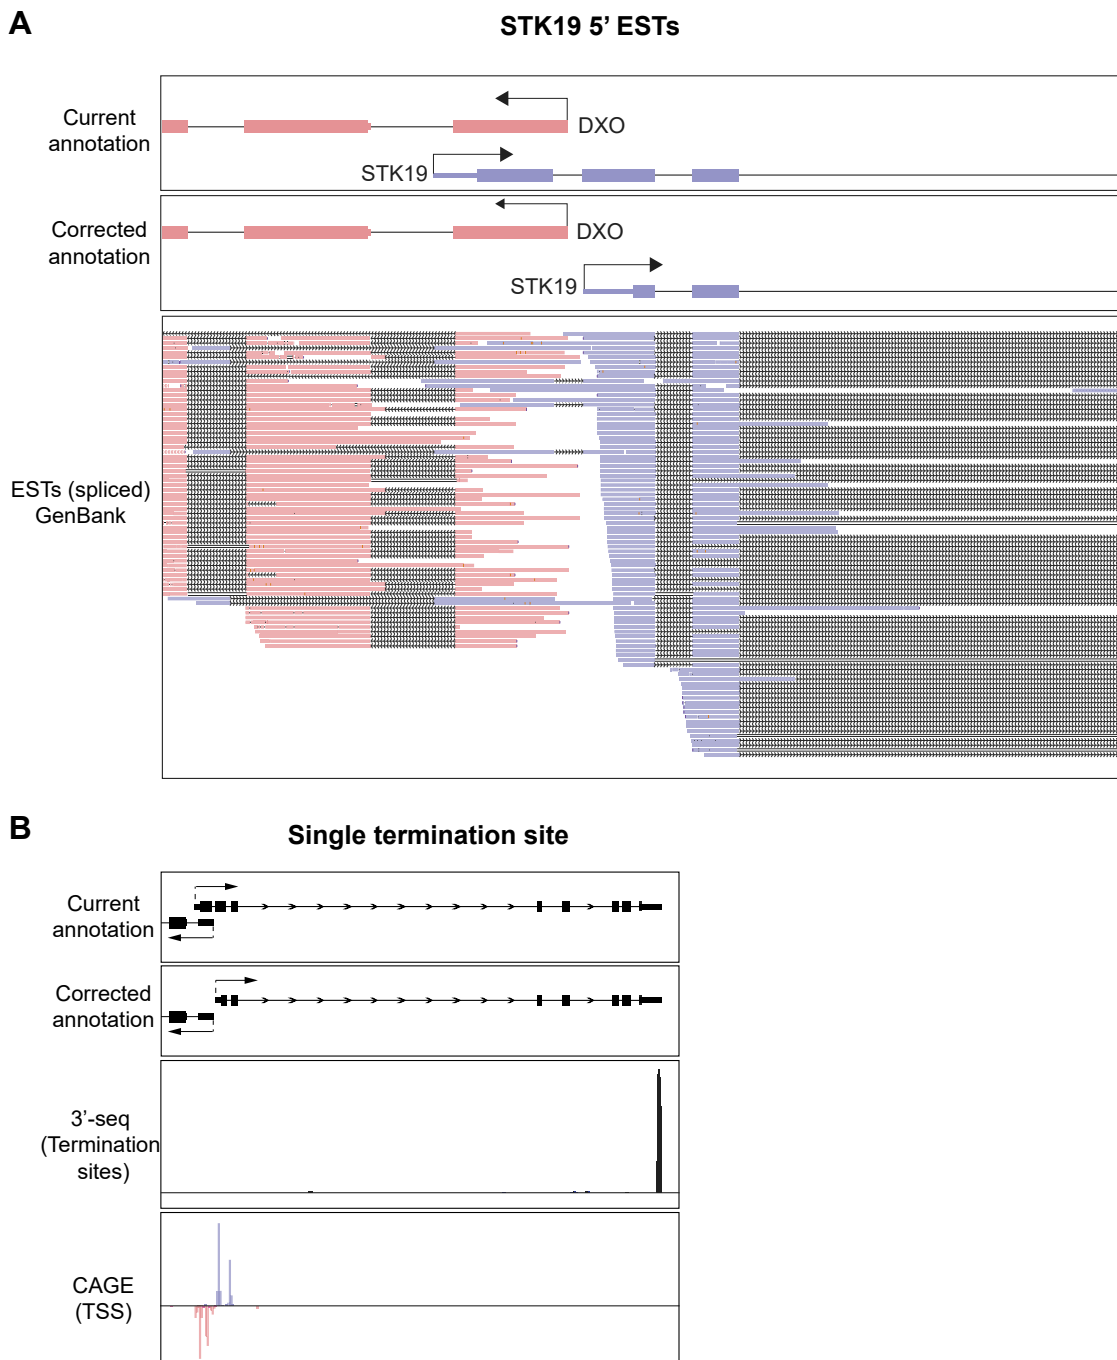 A
STK19 5’ ESTs
Current
annotation
DXO
STK19
Corrected
annotation
DXO
STK19
ESTs (spliced)
GenBank
B
Single termination site
Current
annotation
Corrected
annotation
3’-seq
(Termination
sites)
CAGE
(TSS)